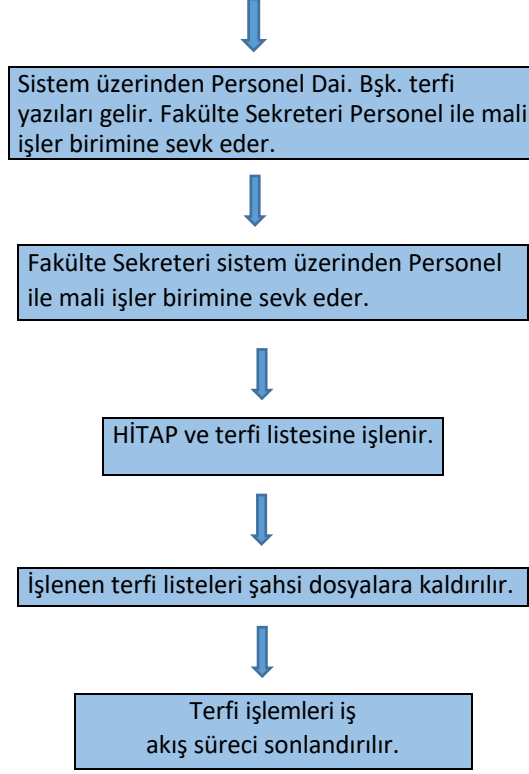 Sistem üzerinden Personel Dai. Bşk. terfi
yazıları gelir. Fakülte Sekreteri Personel ile mali
işler birimine sevk eder.
Fakülte Sekreteri sistem üzerinden Personel
ile mali işler birimine sevk eder.
HİTAP ve terfi listesine işlenir.
İşlenen terfi listeleri şahsi dosyalara kaldırılır.
Terfi işlemleri iş
akış süreci sonlandırılır.